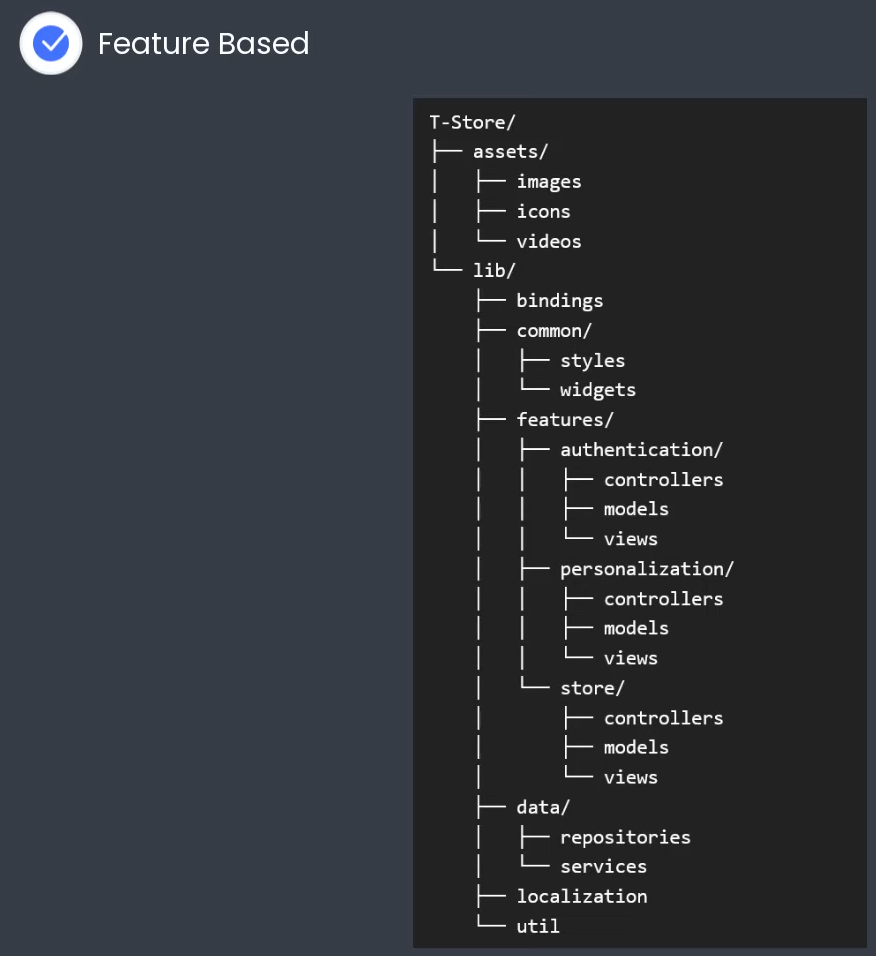 Feature Based
T-Store/
├── assets/
│   ├── images
│   ├── icons
│   └── videos
└── lib/
    ├── bindings
    ├── common/
    │   ├── styles
    │   └── widgets
    ├── features/
    │   ├── authentication/
    │   │   ├── controllers
    │   │   ├── models
    │   │   └── views
    │   ├── personalization/
    │   │   ├── controllers
    │   │   ├── models
    │   │   └── views
    │   └── store/
    │       ├── controllers
    │       ├── models
    │       └── views
    ├── data/
    │   ├── repositories
    │   └── services
    ├── localization
    └── util